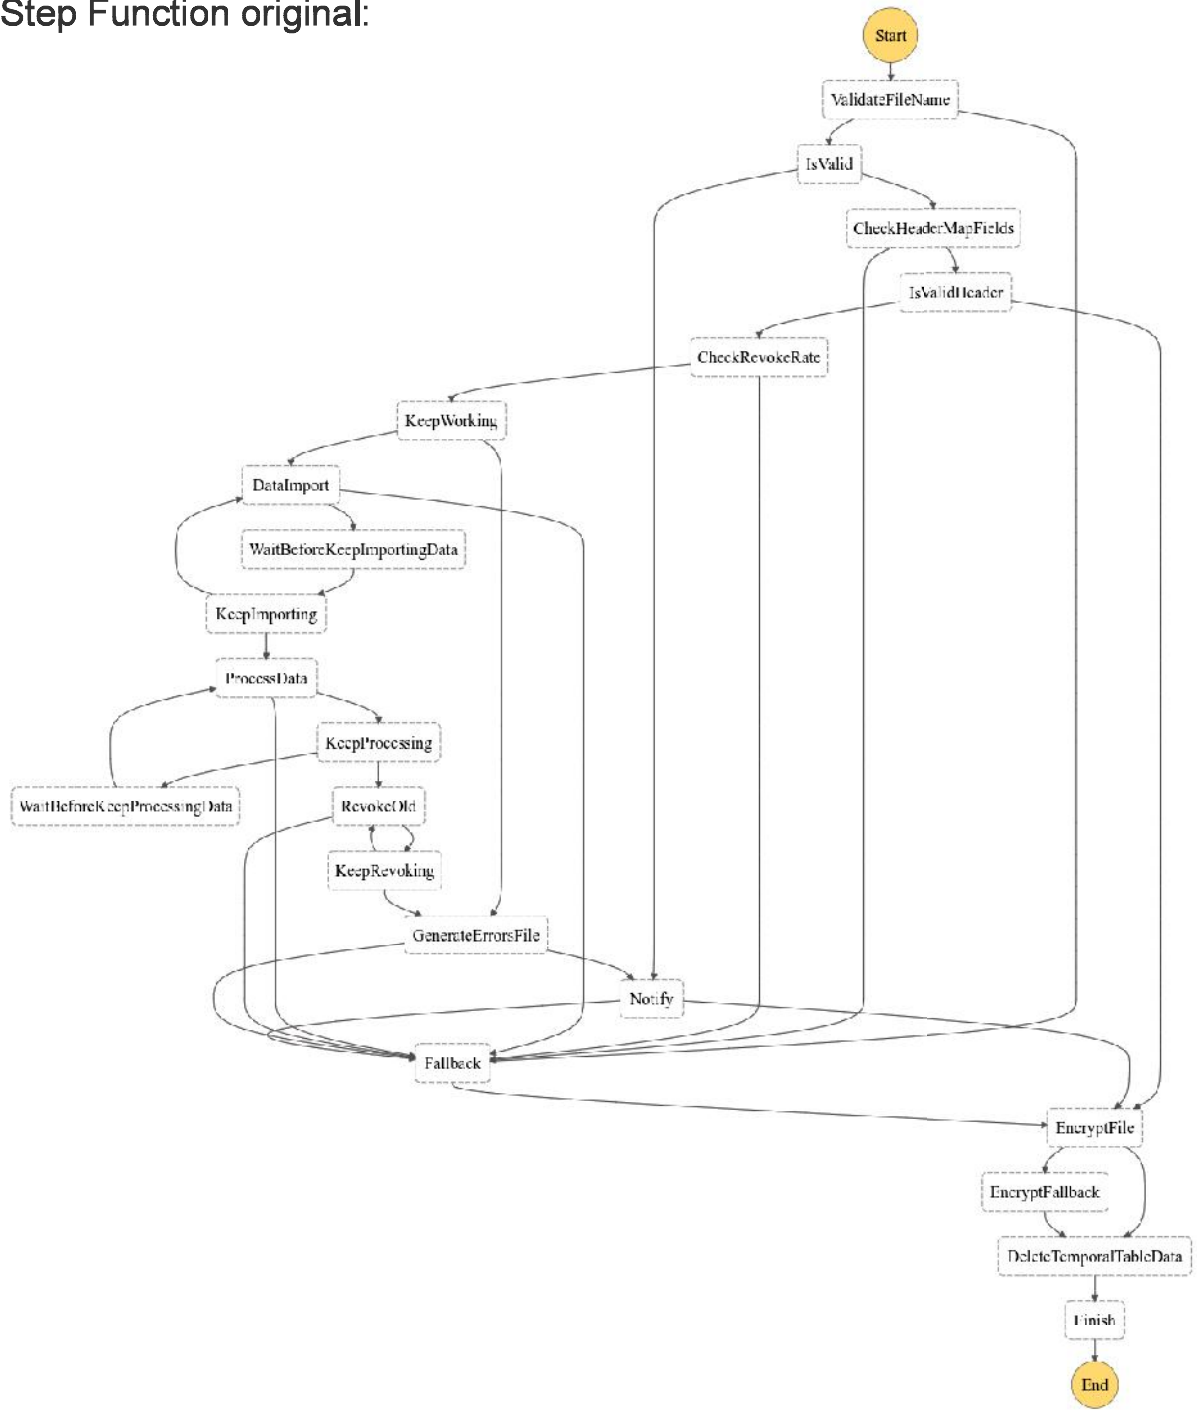 Step Function original:
Start
ValidateFileName
IsValid
CheckHeaderMapFields
IsValidHeader
CheckRevokeRate
KeepWorking
DataImport
WaitBeforeKeepImportingData
KeepImporting
ProcessData
KeepProcessing
WaitBeforeKeepProcessingData
RevokeOld
KeepRevoking
GenerateErrorsFile
Notify
Fallback
EncryptFile
EncryptFallback
DeleteTemporalTableData
Finish
End